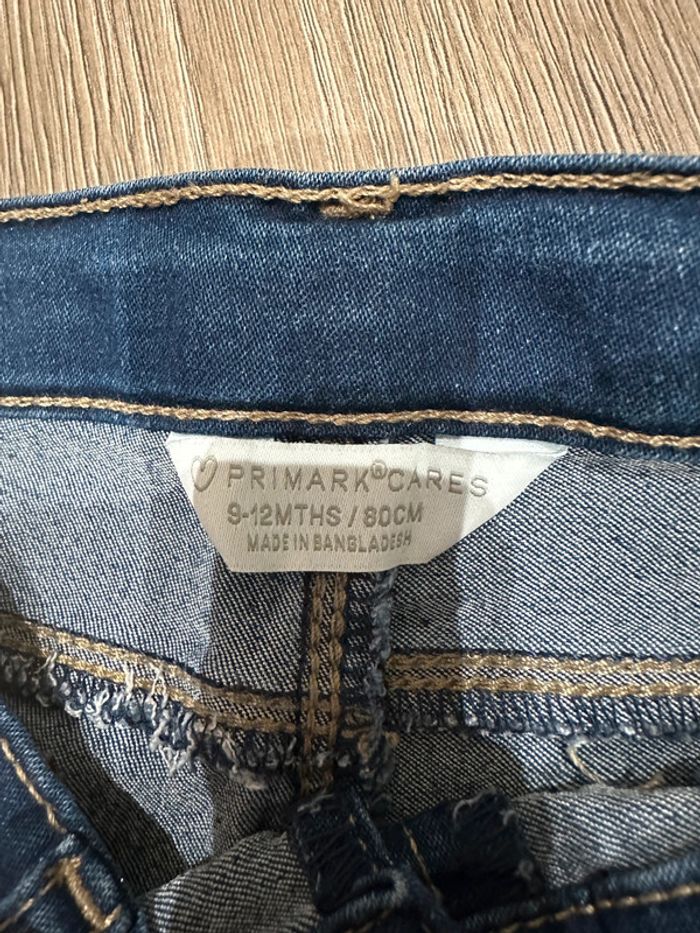 PRIMARK®CARES
9-12MTHS / 80CM
MADE IN BANGLADESH